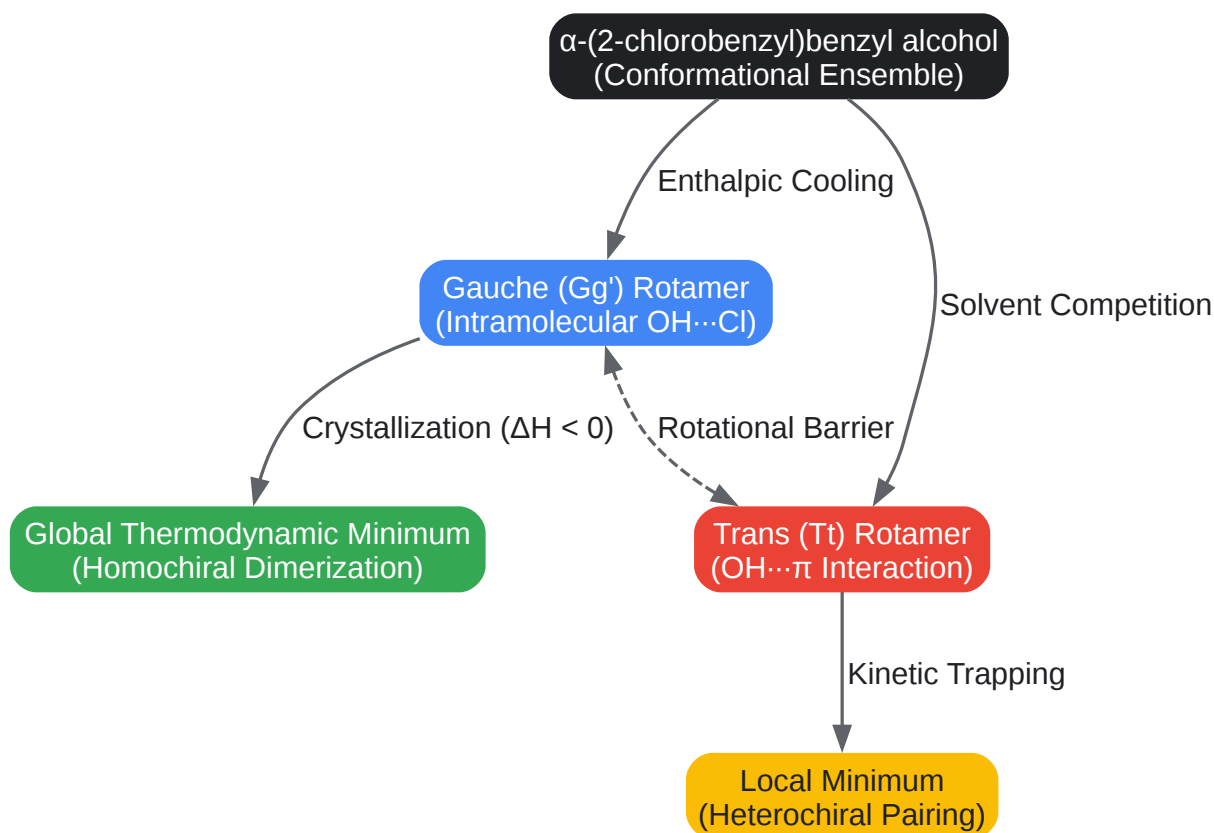 α-(2-chlorobenzyl)benzyl alcohol
(Conformational Ensemble)
Enthalpic Cooling
Solvent Competition
Gauche (Gg') Rotamer
(Intramolecular OH···Cl)
Crystallization (ΔH < 0)
Rotational Barrier
Global Thermodynamic Minimum
(Homochiral Dimerization)
Trans (Tt) Rotamer
(OH···π Interaction)
Kinetic Trapping
Local Minimum
(Heterochiral Pairing)